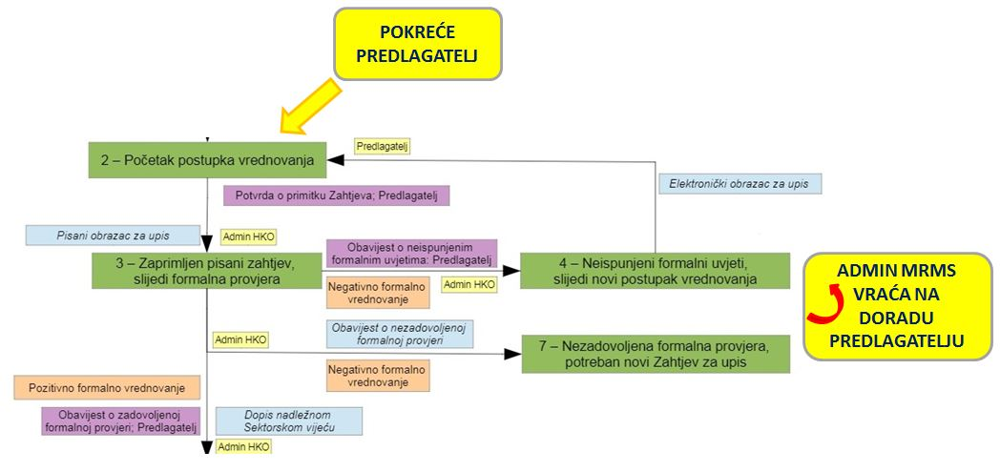 POKREĆE
PREDLAGATELJ
Predlagatelj
2 – Početak postupka vrednovanja
Elektronički obrazac za upis
Potvrda o primitku Zahtjeva; Predlagatelj
Pisani obrazac za upis
Admin HKO
3 – Zaprimljen pisani zahtjev,
slijedi formalna provjera
Obavijest o neispunjenim
formalnim uvjetima: Predlagatelj
Negativno formalno
vrednovanje
Admin HKO
4 – Neispunjeni formalni uvjeti,
slijedi novi postupak vrednovanja
ADMIN MRMS
VRAĆA NA
DORADU
PREDLAGATELJU
Admin HKO
Obavijest o nezadovoljenoj
formalnoj provjeri
Negativno formalno
vrednovanje
7 – Nezadovoljena formalna provjera,
potreban novi Zahtjev za upis
Pozitivno formalno vrednovanje
Obavijest o zadovoljenoj
formalnoj provjeri; Predlagatelj
Dopis nadležnom
Sektorskom vijeću
Admin HKO